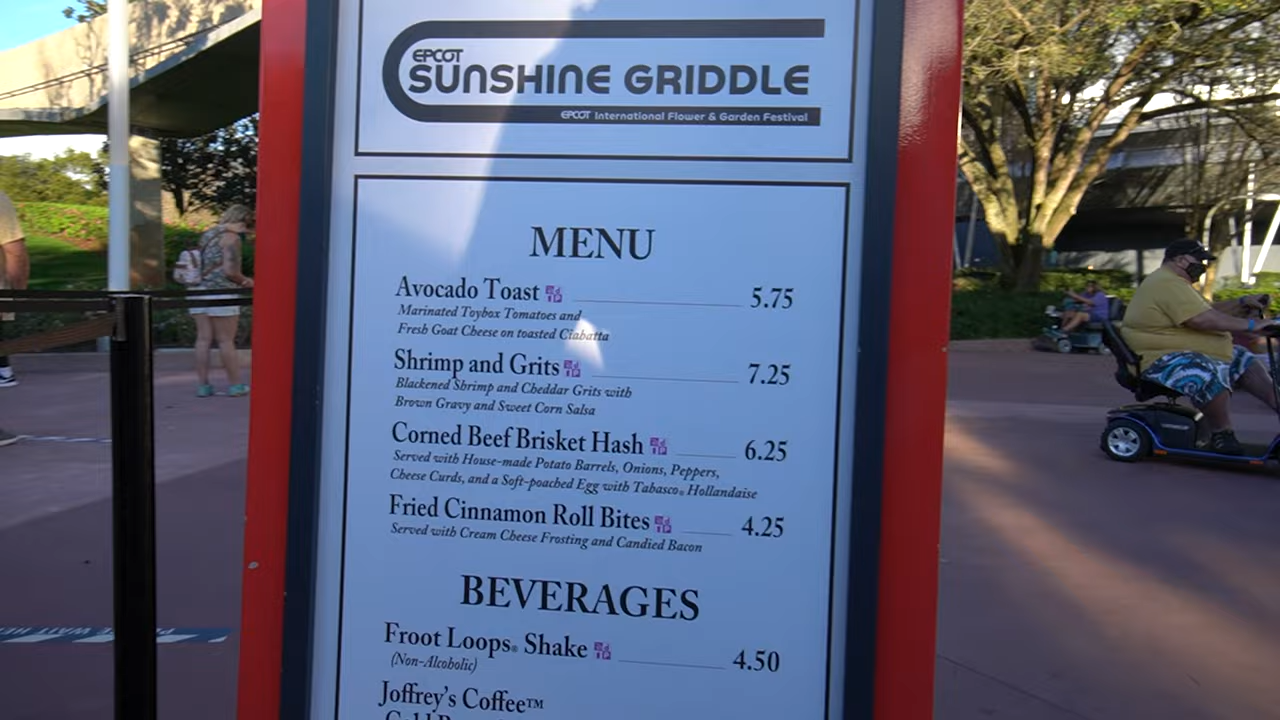 EPCOT
SUNSHINE GRIDDLE
EPCOT International Flower & Garden Festival
MENU
Avocado Toast 5.75
Marinated Toybox Tomatoes and
Fresh Goat Cheese on toasted Ciabatta
Shrimp and Grits 7.25
Blackened Shrimp and Cheddar Grits with
Brown Gravy and Sweet Corn Salsa
Corned Beef Brisket Hash 6.25
Served with House-made Potato Barrels, Onions, Peppers,
Cheese Curds, and a Soft-poached Egg with Tabasco® Hollandaise
Fried Cinnamon Roll Bites 4.25
Served with Cream Cheese Frosting and Candied Bacon
BEVERAGES
Froot Loops® Shake 4.50
(Non-Alcoholic)
Joffrey's Coffee™